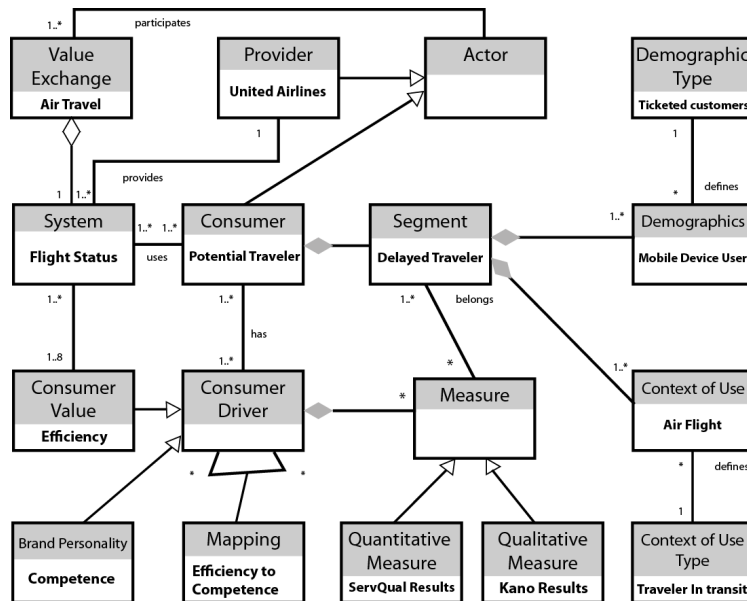 1..*
participates
Value
Exchange
Air Travel
Provider
United Airlines
Actor
Demographic
Type
Ticketed customers
1
1
1
1..*
provides
*
defines
System
Flight Status
1..*
1..*
uses
Consumer
Potential Traveler
Segment
Delayed Traveler
1..*
Demographics
Mobile Device User
1..*
1..*
1..*
belongs
has
1..8
1..*
*
1..*
Consumer
Value
Efficiency
Consumer
Driver
*
Measure
Context of Use
Air Flight
*
*
*
defines
1
Brand Personality
Competence
Mapping
Efficiency to
Competence
Quantitative
Measure
ServQual Results
Qualitative
Measure
Kano Results
Context of Use
Type
Traveler In transit